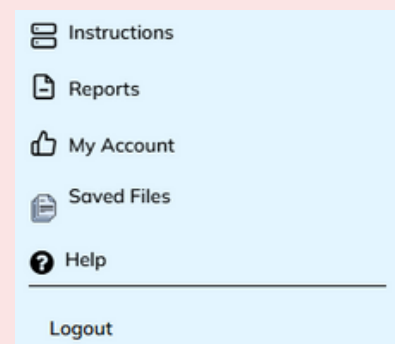 Instructions
Reports
My Account
Saved Files
Help
Logout